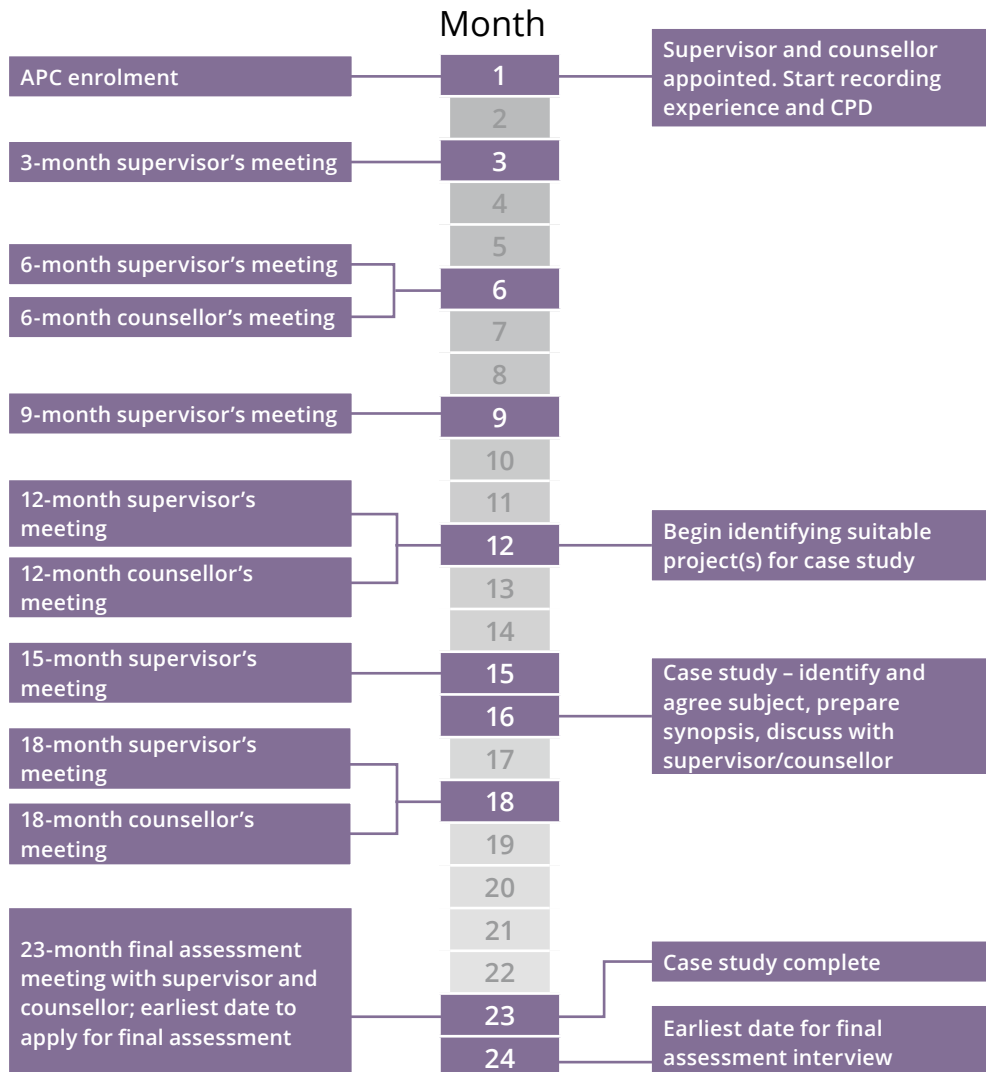 Month
APC enrolment
1
Supervisor and counsellor
appointed. Start recording
experience and CPD
2
3-month supervisor’s meeting
3
4
5
6-month supervisor’s meeting
6-month counsellor’s meeting
6
7
8
9-month supervisor’s meeting
9
10
11
12-month supervisor’s
meeting
12-month counsellor’s
meeting
12
Begin identifying suitable
project(s) for case study
13
14
15-month supervisor’s
meeting
15
16
Case study – identify and
agree subject, prepare
synopsis, discuss with
supervisor/counsellor
17
18-month supervisor’s
meeting
18-month counsellor’s
meeting
18
19
20
21
22
23-month final assessment
meeting with supervisor and
counsellor; earliest date to
apply for final assessment
23
Case study complete
24
Earliest date for final
assessment interview